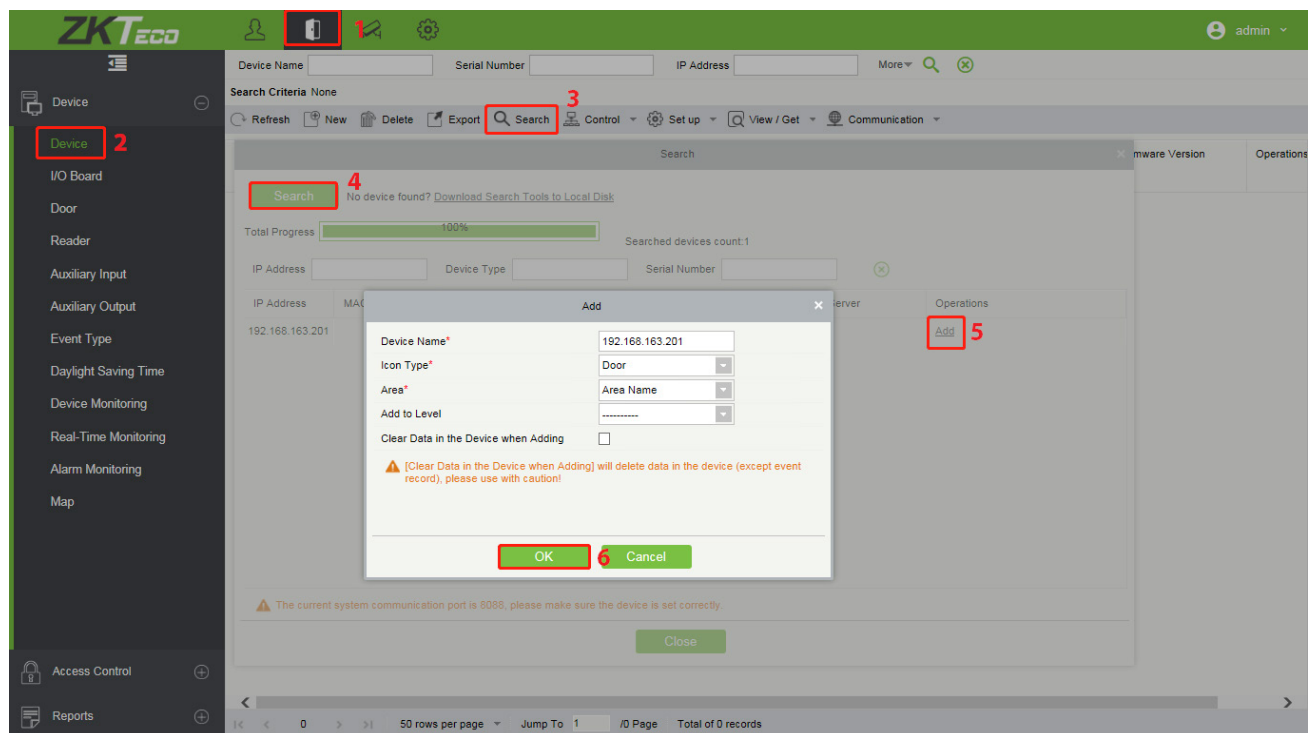 ZKTeco
1
admin
Device Name Serial Number IP Address More
Search Criteria None
3
Refresh New Delete Export Search Control Set up View / Get Communication
Device
Device 2
I/O Board
Door
Reader
Auxiliary Input
Auxiliary Output
Event Type
Daylight Saving Time
Device Monitoring
Real-Time Monitoring
Alarm Monitoring
Map
Access Control
Reports
Search
mware Version Operations
4
Search No device found? Download Search Tools to Local Disk
Total Progress 100% Searched devices count:1
IP Address Device Type Serial Number
IP Address MAC erver Operations
192.168.163.201 Add 5
Add
Device Name* 192.168.163.201
Icon Type* Door
Area* Area Name
Add to Level ----------
Clear Data in the Device when Adding
[Clear Data in the Device when Adding] will delete data in the device (except event
record), please use with caution!
OK 6 Cancel
The current system communication port is 8088, please make sure the device is set correctly.
Close
0 50 rows per page Jump To 1 /0 Page Total of 0 records